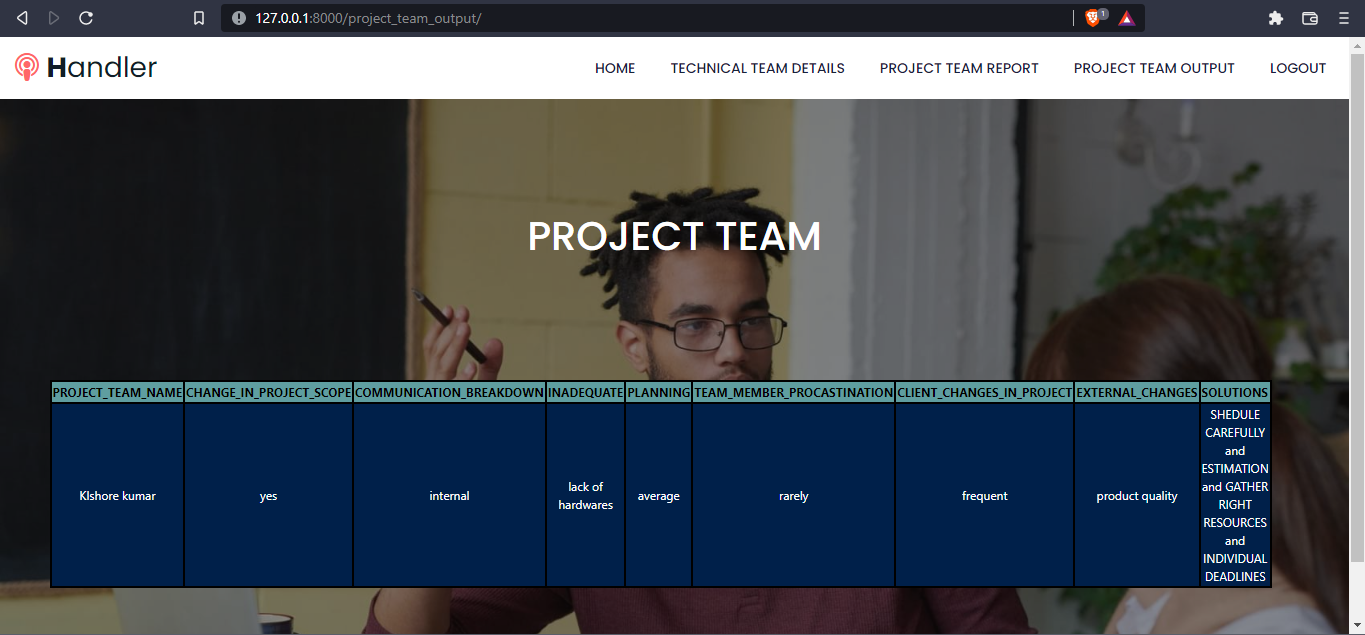 127.0.0.1:8000/project_team_output/
1
Handler
HOME
TECHNICAL TEAM DETAILS
PROJECT TEAM REPORT
PROJECT TEAM OUTPUT
LOGOUT
PROJECT TEAM
PROJECT_TEAM_NAME CHANGE_IN_PROJECT_SCOPE COMMUNICATION_BREAKDOWN INADEQUATE PLANNING TEAM_MEMBER_PROCASTINATION CLIENT_CHANGES_IN_PROJECT EXTERNAL_CHANGES SOLUTIONS
KIshore kumar
yes
internal
lack of
hardwares
average
rarely
frequent
product quality
SHEDULE
CAREFULLY
and
ESTIMATION
and GATHER
RIGHT
RESOURCES
and
INDIVIDUAL
DEADLINES